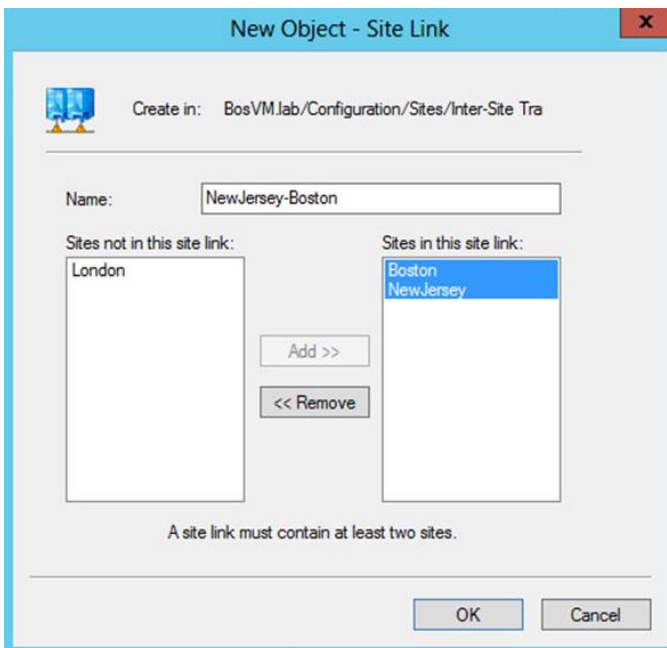 New Object - Site Link
x
Create in: BosVM.lab/Configuration/Sites/Inter-Site Tra
Name: NewJersey-Boston
Sites not in this site link: Sites in this site link:
London Boston
NewJersey
Add >>
<< Remove
A site link must contain at least two sites.
OK Cancel